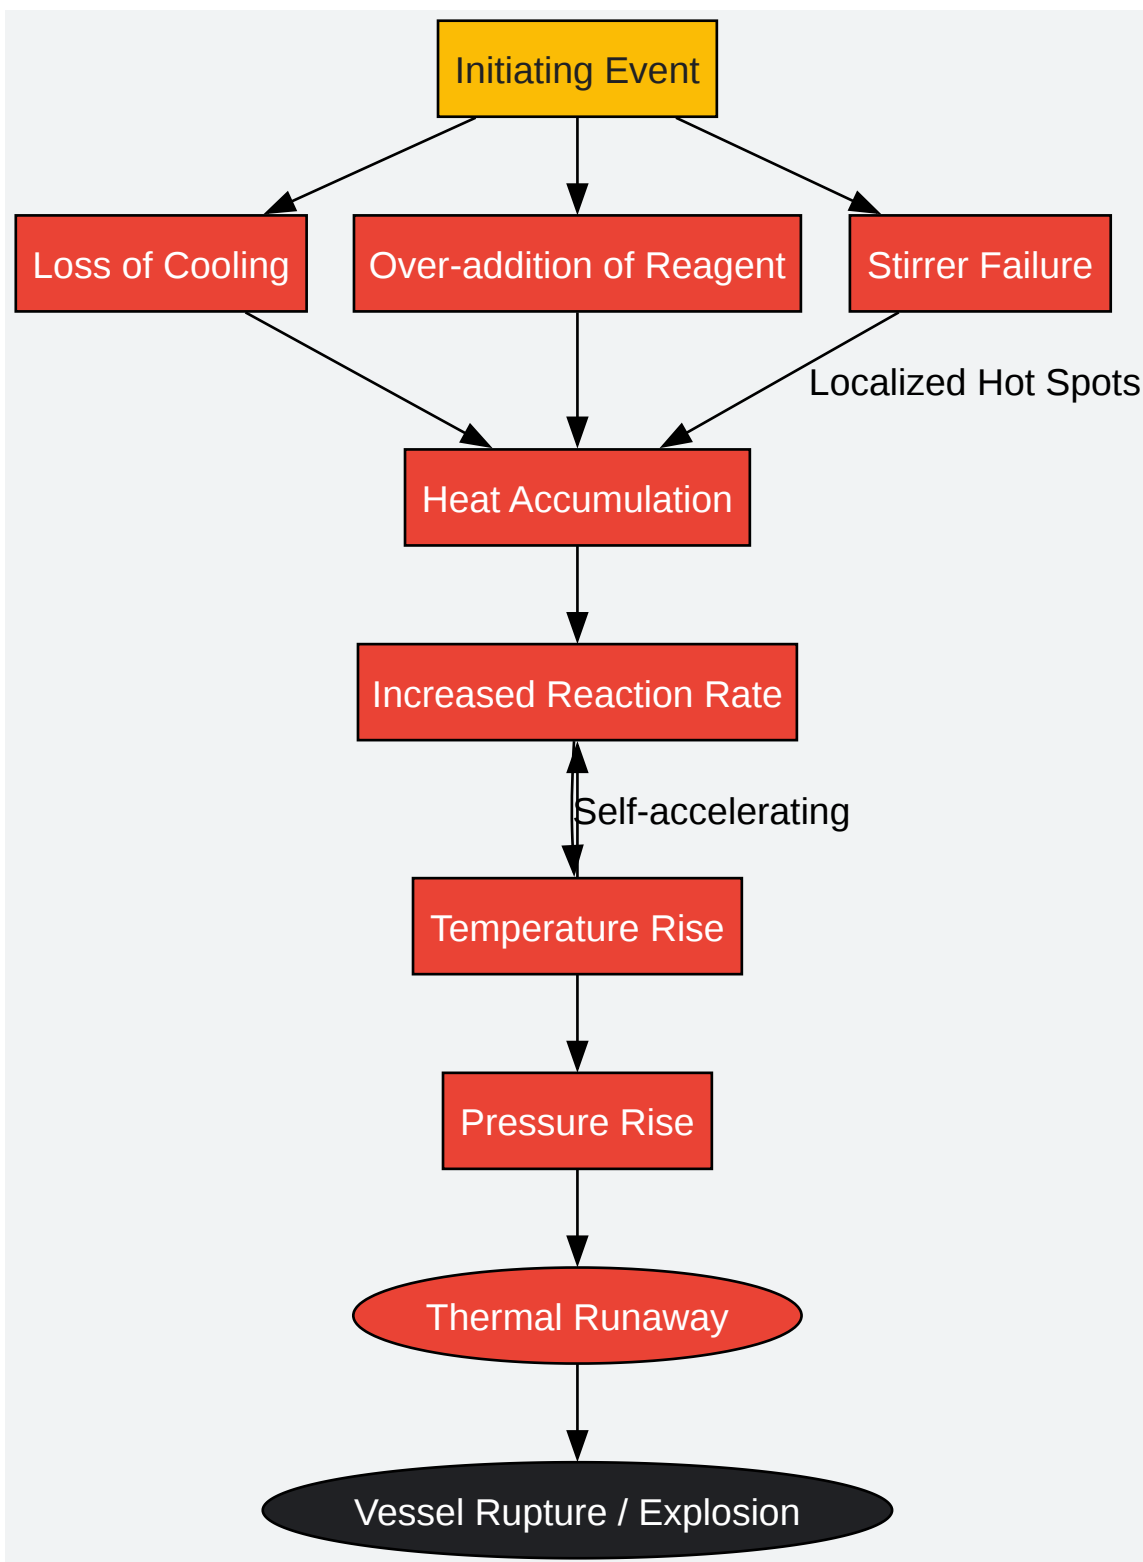 Initiating Event
Loss of Cooling
Over-addition of Reagent
Stirrer Failure
Localized Hot Spots
Heat Accumulation
Increased Reaction Rate
Self-accelerating
Temperature Rise
Pressure Rise
Thermal Runaway
Vessel Rupture / Explosion